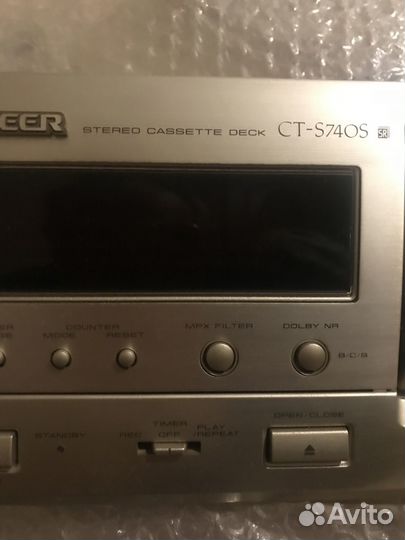 EER STEREO CASSETTE DECK CT-S740S SR
COUNTER
MODE RESET
MPX FILTER DOLBY NR
B/C/S
OPEN/CLOSE
STANDBY
TIMER
REC OFF PLAY
/REPEAT
Avito